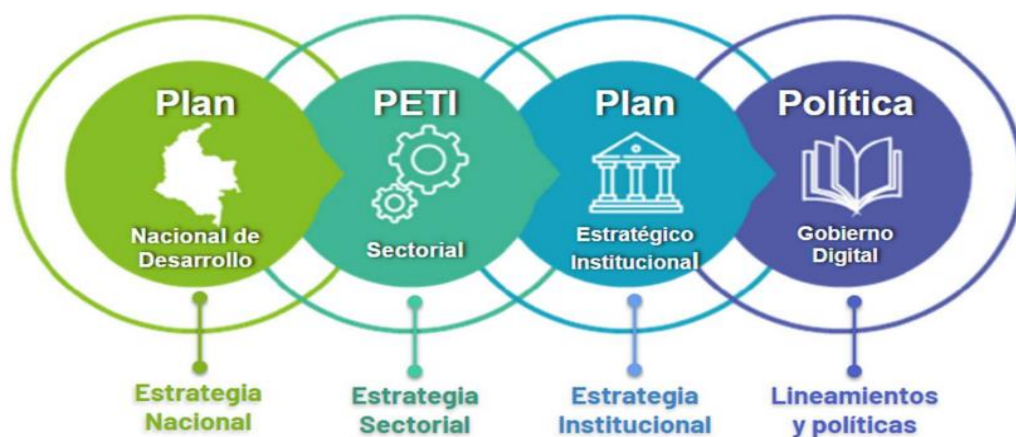 Plan
Nacional de
Desarrollo
Estrategia
Nacional
PETI
Sectorial
Estrategia
Sectorial
Plan
Estratégico
Institucional
Estrategia
Institucional
Política
Gobierno
Digital
Lineamientos
y políticas